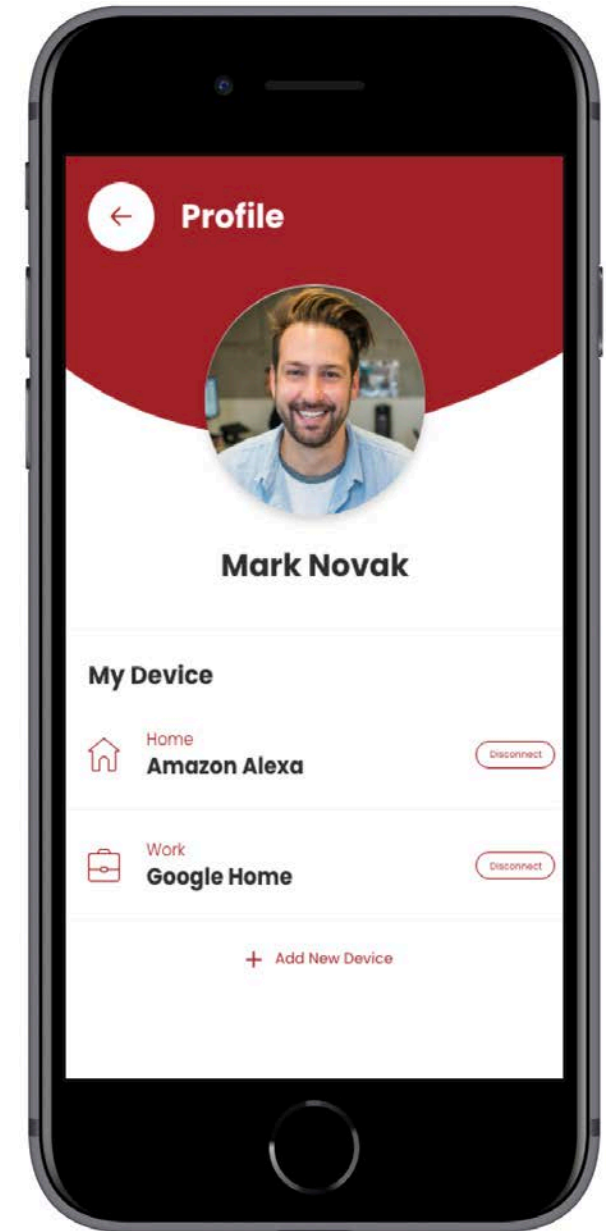 Profile
Mark Novak
My Device
Home
Amazon Alexa
Disconnect
Work
Google Home
Disconnect
+ Add New Device